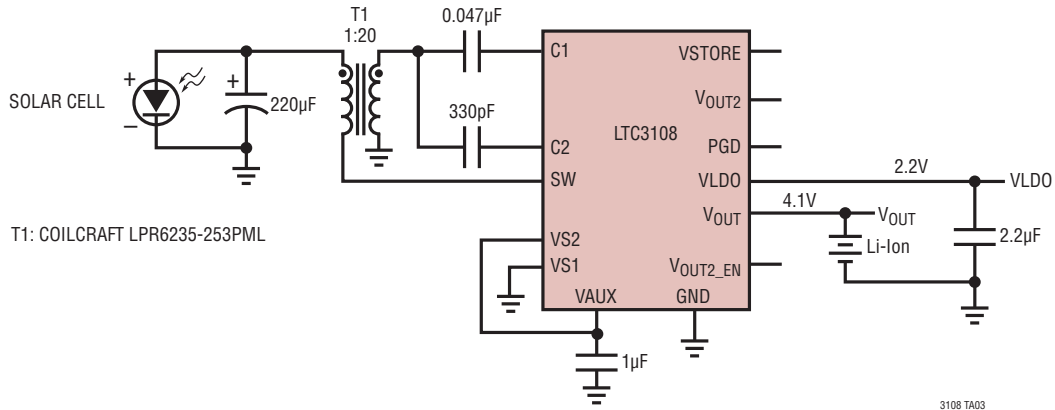 T1
1:20
0.047µF
C1
VSTORE
+
+
SOLAR CELL
220µF
VOUT2
330pF
LTC3108
–
C2
PGD
SW
VLDO
2.2V
VLDO
VOUT
4.1V
VOUT
T1: COILCRAFT LPR6235-253PML
VS2
Li-Ion
2.2µF
VS1
VOUT2_EN
VAUX
GND
1µF
3108 TA03